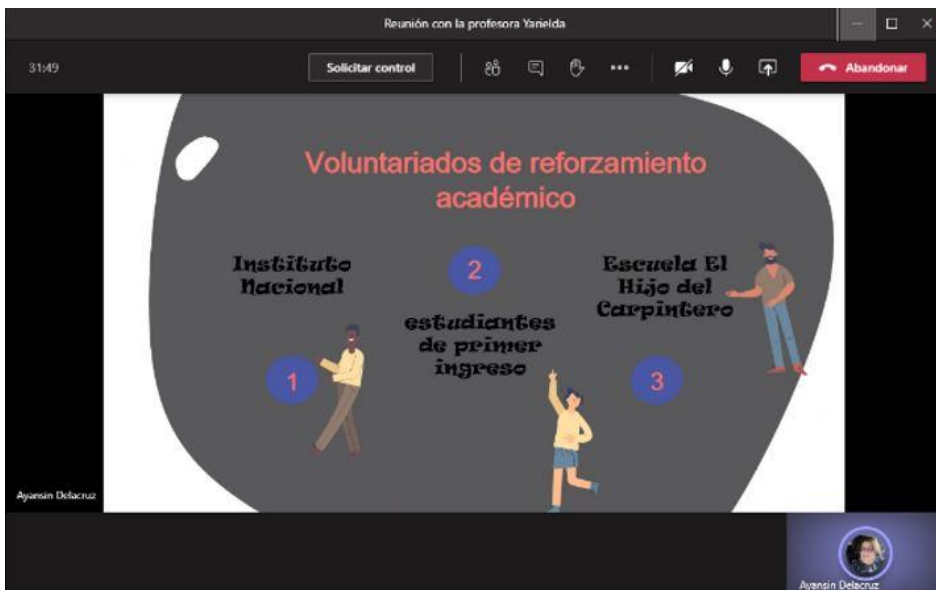 Reunión con la profesora Yarielda
31:49
Solicitar control
Abandonar
Voluntariados de reforzamiento
académico
Instituto
Nacional
1
2
estudiantes
de primer
ingreso
Escuela El
Hijo del
Carpintero
3
Ayansin Delacruz
Ayansin Delacruz